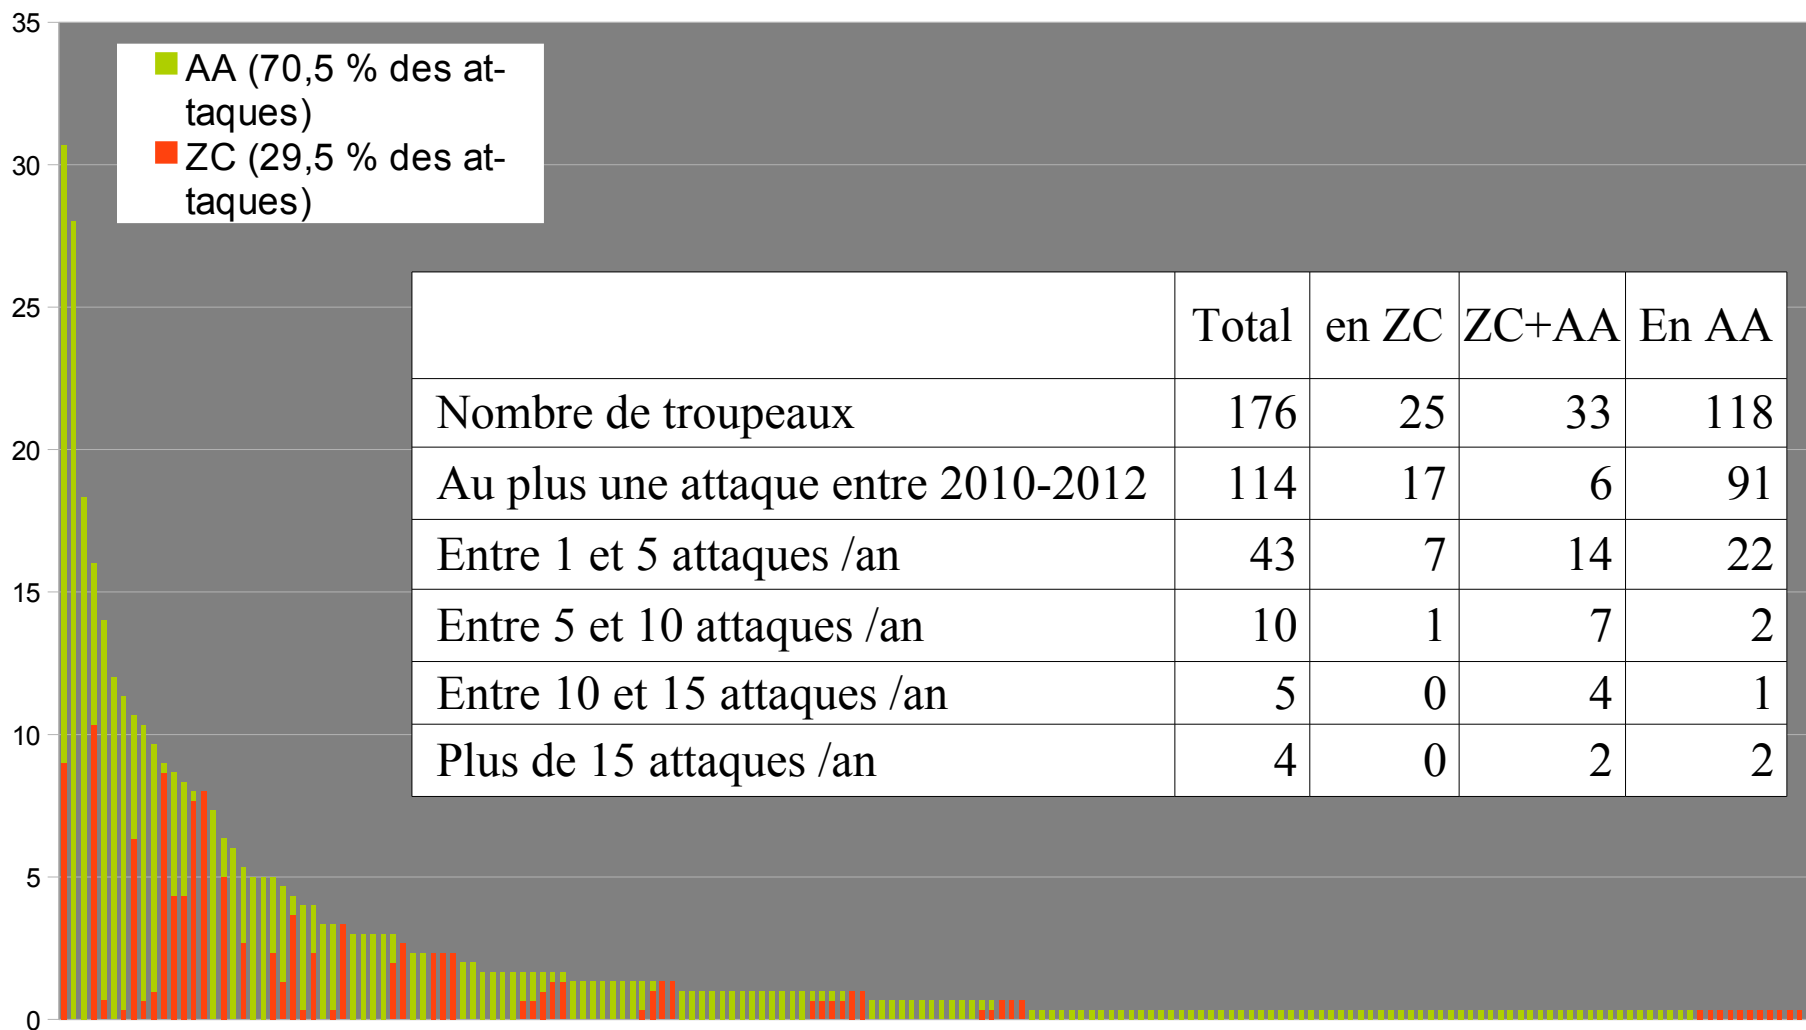 35
30
25
20
15
10
5
0
AA (70,5 % des at-
taques)
ZC (29,5 % des at-
taques)
Total en ZC ZC+AA En AA
Nombre de troupeaux 176 25 33 118
Au plus une attaque entre 2010-2012 114 17 6 91
Entre 1 et 5 attaques /an 43 7 14 22
Entre 5 et 10 attaques /an 10 1 7 2
Entre 10 et 15 attaques /an 5 0 4 1
Plus de 15 attaques /an 4 0 2 2